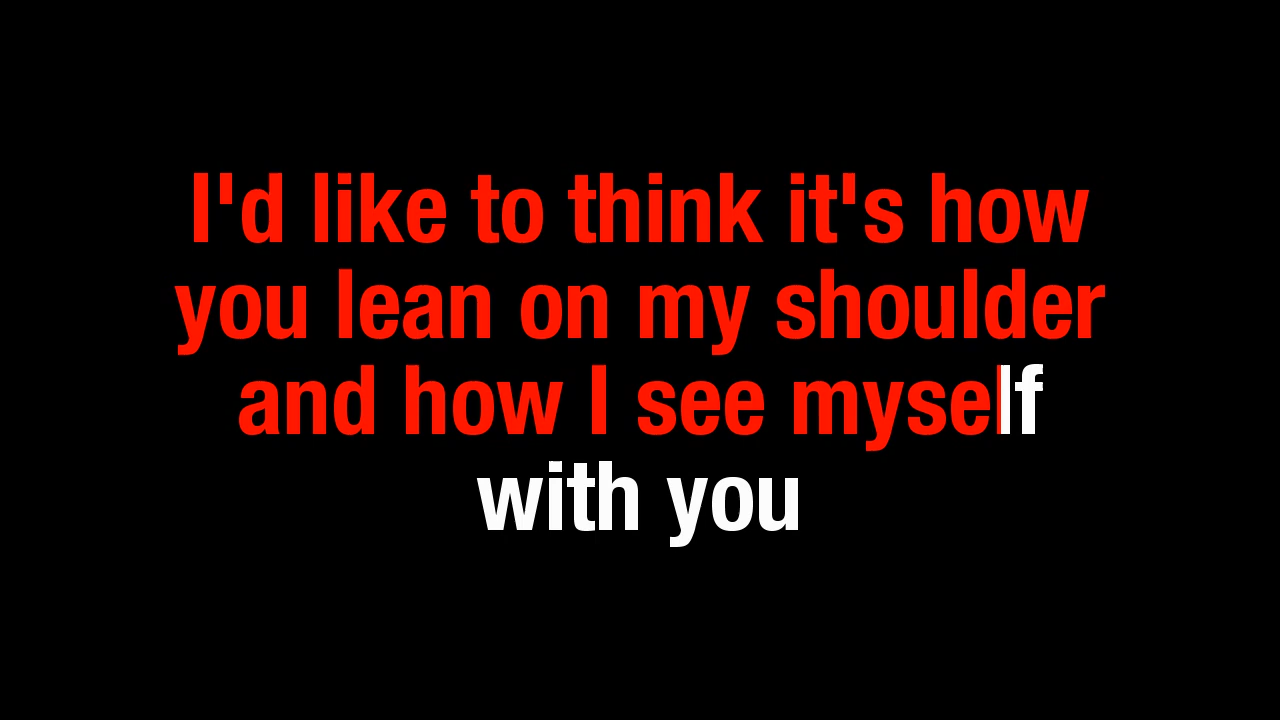 I'd like to think it's how
you lean on my shoulder
and how I see myself
with you